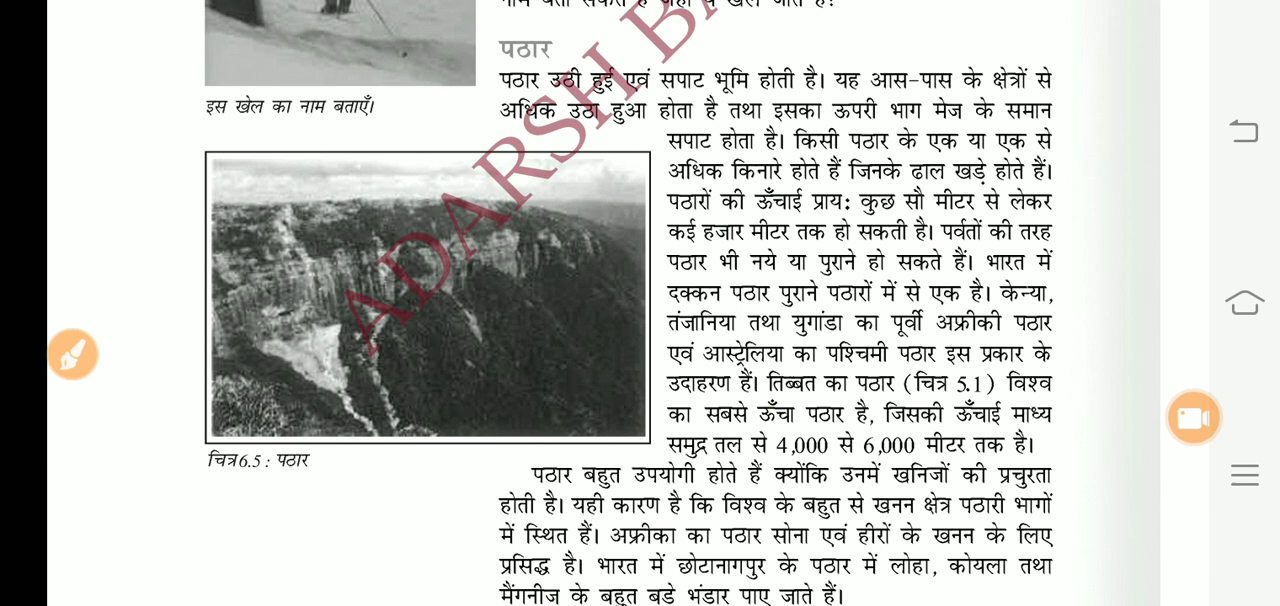 पठार
पठार उठी हुई एवं सपाट भूमि होती है। यह आस-पास के क्षेत्रों से
अधिक उठा हुआ होता है तथा इसका ऊपरी भाग मेज के समान
सपाट होता है। किसी पठार के एक या एक से
अधिक किनारे होते हैं जिनके ढाल खड़े होते हैं।
पठारों की ऊँचाई प्राय: कुछ सौ मीटर से लेकर
कई हजार मीटर तक हो सकती है। पर्वतों की तरह
पठार भी नये या पुराने हो सकते हैं। भारत में
दक्कन पठार पुराने पठारों में से एक है। केन्या,
तंजानिया तथा युगांडा का पूर्वी अफ्रीकी पठार
एवं आस्ट्रेलिया का पश्चिमी पठार इस प्रकार के
उदाहरण हैं। तिब्बत का पठार (चित्र 5.1) विश्व
का सबसे ऊँचा पठार है, जिसकी ऊँचाई माध्य
समुद्र तल से 4,000 से 6,000 मीटर तक है।
पठार बहुत उपयोगी होते हैं क्योंकि उनमें खनिजों की प्रचुरता
होती है। यही कारण है कि विश्व के बहुत से खनन क्षेत्र पठारी भागों
में स्थित हैं। अफ्रीका का पठार सोना एवं हीरों के खनन के लिए
प्रसिद्ध है। भारत में छोटानागपुर के पठार में लोहा, कोयला तथा
मैंगनीज के बहुत बडे भंडार पाए जाते हैं।
इस खेल का नाम बताएँ।
चित्र 6.5 : पठार
ADARSH BA